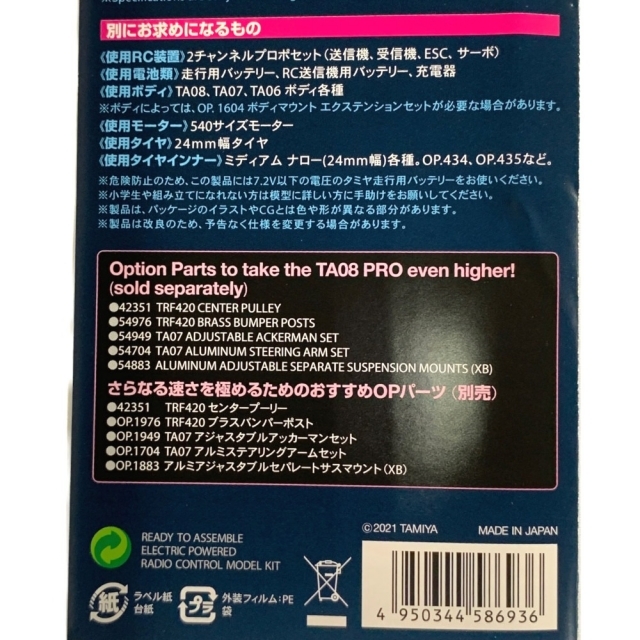 別にお求めになるもの
《使用RC装置》2チャンネルプロポセット（送信機、受信機、ESC、サーボ）
《使用電池類》走行用バッテリー、RC送信機用バッテリー、充電器
《使用ボディ》TA08、TA07、TA06 ボディ各種
※ボディによっては、OP. 1604 ボディマウント エクステンションセットが必要な場合があります。
《使用モーター》540サイズモーター
《使用タイヤ》24mm幅タイヤ
《使用タイヤインナー》ミディアム ナロー(24mm幅)各種。OP.434、OP.435など。
※危険防止のため、この製品には7.2V以下の電圧のタミヤ走行用バッテリーをお使いください。
※小学生や組み立てになれない方は模型に詳しい方に手助けをお願いしてください。
※製品は、パッケージのイラストやCGとは色や形が異なる部分があります。
※製品は改良のため、予告なく仕様を変更する場合があります。
Option Parts to take the TA08 PRO even higher!
(sold separately)
●42351 TRF420 CENTER PULLEY
●54976 TRF420 BRASS BUMPER POSTS
●54949 TA07 ADJUSTABLE ACKERMAN SET
●54704 TA07 ALUMINUM STEERING ARM SET
●54883 ALUMINUM ADJUSTABLE SEPARATE SUSPENSION MOUNTS (XB)
さらなる速さを極めるためのおすすめOPパーツ（別売）
●42351 TRF420 センタープーリー
●OP.1976 TRF420 ブラスバンパーポスト
●OP.1949 TA07 アジャスタブルアッカーマンセット
●OP.1704 TA07 アルミステアリングアームセット
●OP.1883 アルミアジャスタブルセパレートサスマウント(XB)
©2021 TAMIYA MADE IN JAPAN
READY TO ASSEMBLE
ELECTRIC POWERED
RADIO CONTROL MODEL KIT
紙 ラベル紙 台紙
プラ 外装フィルム:PE 袋
4 950344 586936